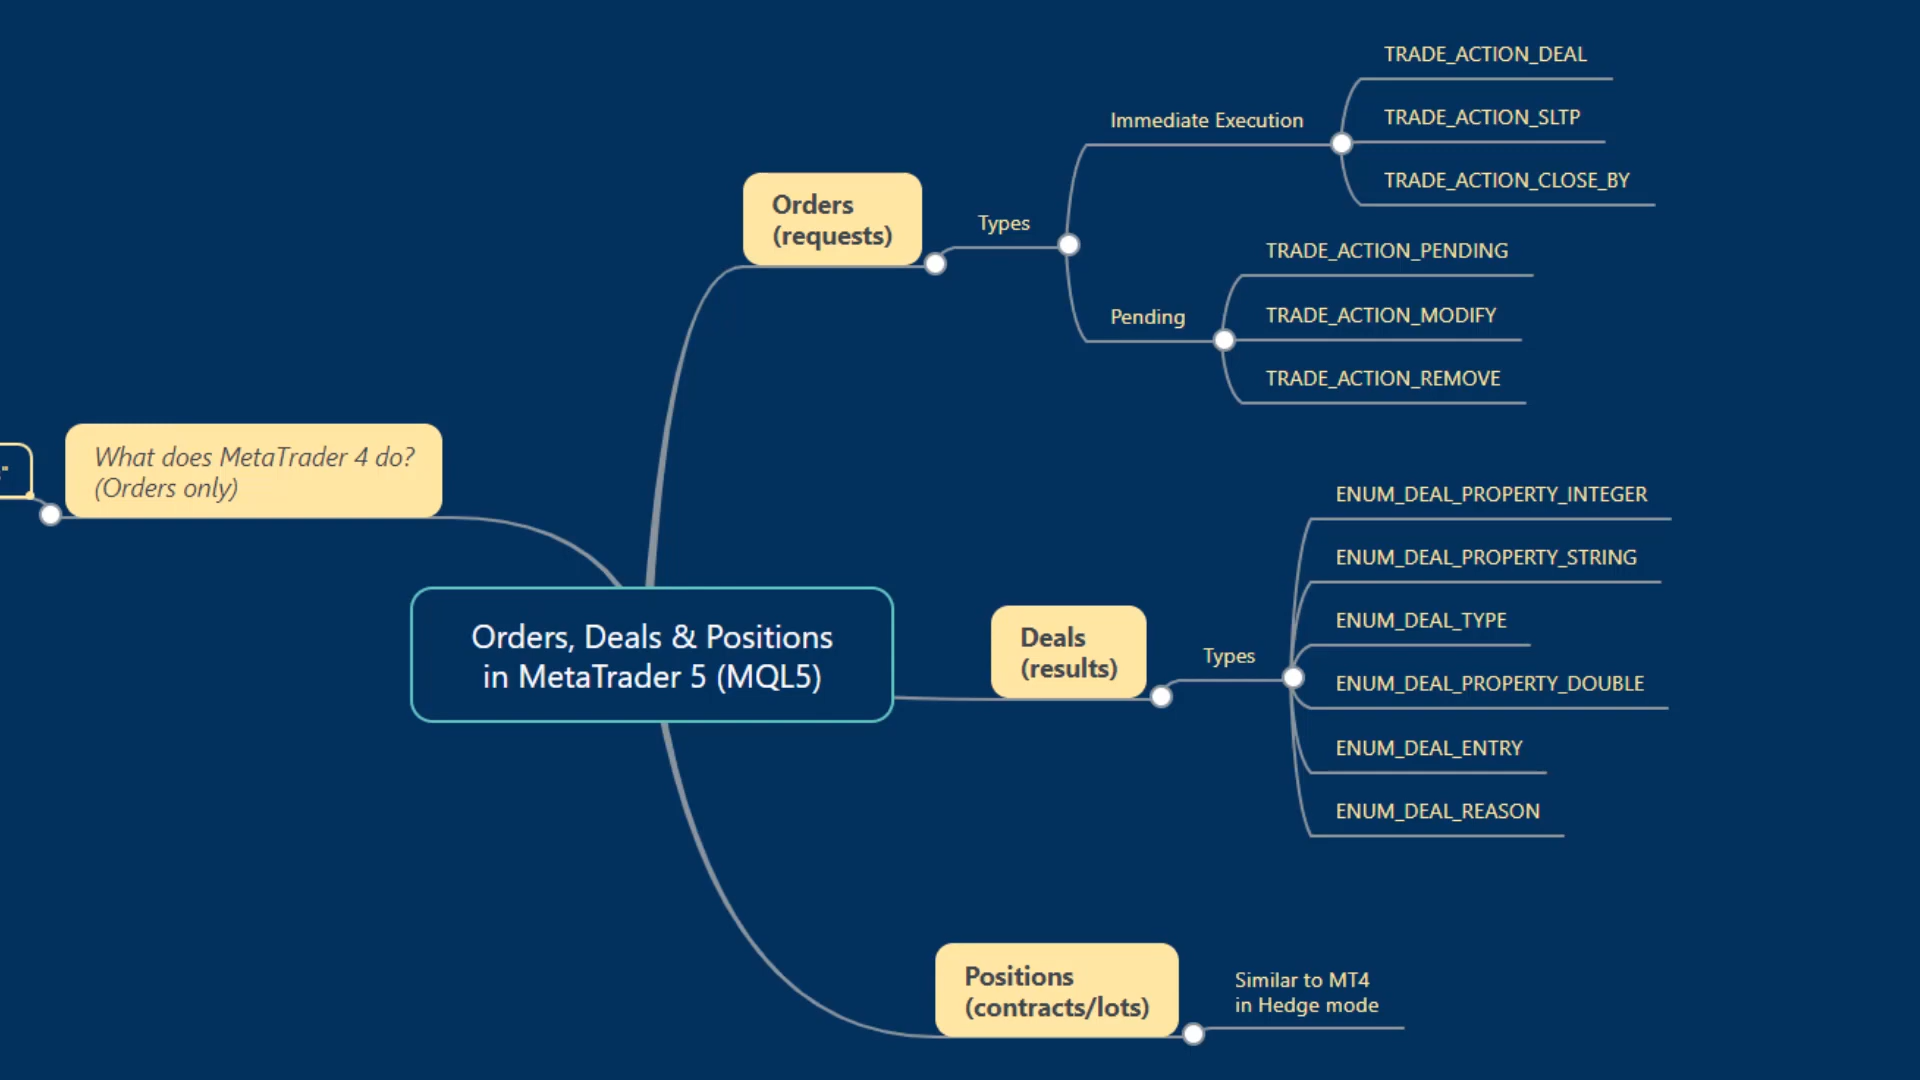 TRADE_ACTION_DEAL
Immediate Execution
TRADE_ACTION_SLTP
TRADE_ACTION_CLOSE_BY
Orders
(requests)
Types
TRADE_ACTION_PENDING
Pending
TRADE_ACTION_MODIFY
TRADE_ACTION_REMOVE
"
What does MetaTrader 4 do?
(Orders only)
Orders, Deals & Positions
in MetaTrader 5 (MQL5)
Deals
(results)
Types
ENUM_DEAL_PROPERTY_INTEGER
ENUM_DEAL_PROPERTY_STRING
ENUM_DEAL_TYPE
ENUM_DEAL_PROPERTY_DOUBLE
ENUM_DEAL_ENTRY
ENUM_DEAL_REASON
Positions
(contracts/lots)
Similar to MT4
in Hedge mode